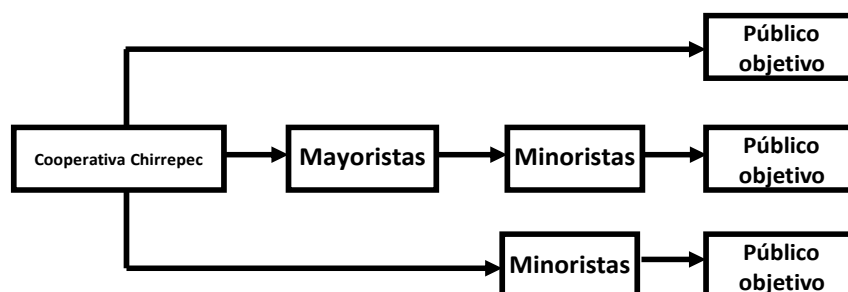 Público
objetivo
Cooperativa Chirrepec
Mayoristas
Minoristas
Público
objetivo
Minoristas
Público
objetivo